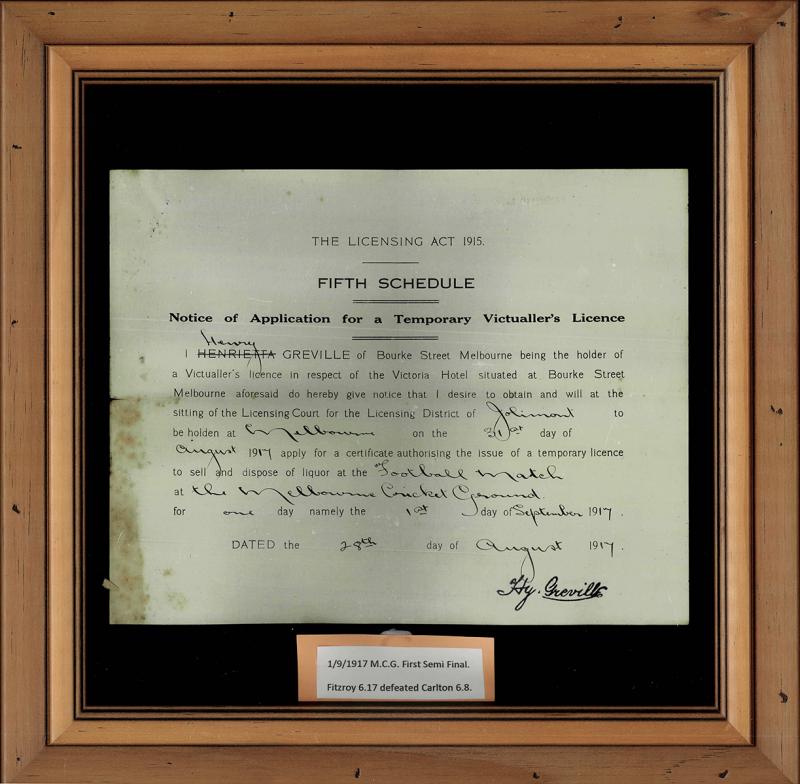 THE LICENSING ACT 1915.
FIFTH SCHEDULE
Notice of Application for a Temporary Victualler's Licence
Henry
I HENRIETTA GREVILLE of Bourke Street Melbourne being the holder of
a Victualler's licence in respect of the Victoria Hotel situated at Bourke Street
Melbourne aforesaid do hereby give notice that I desire to obtain and will at the
sitting of the Licensing Court for the Licensing District of Jolimont to
be holden at Melbourne on the 31st day of
August 1917 apply for a certificate authorising the issue of a temporary licence
to sell and dispose of liquor at the Football Match
at the Melbourne Cricket Ground.
for one day namely the 1st day of September 1917.
DATED the 28th day of August 1917.
Hy. Greville
1/9/1917 M.C.G. First Semi Final.
Fitzroy 6.17 defeated Carlton 6.8.